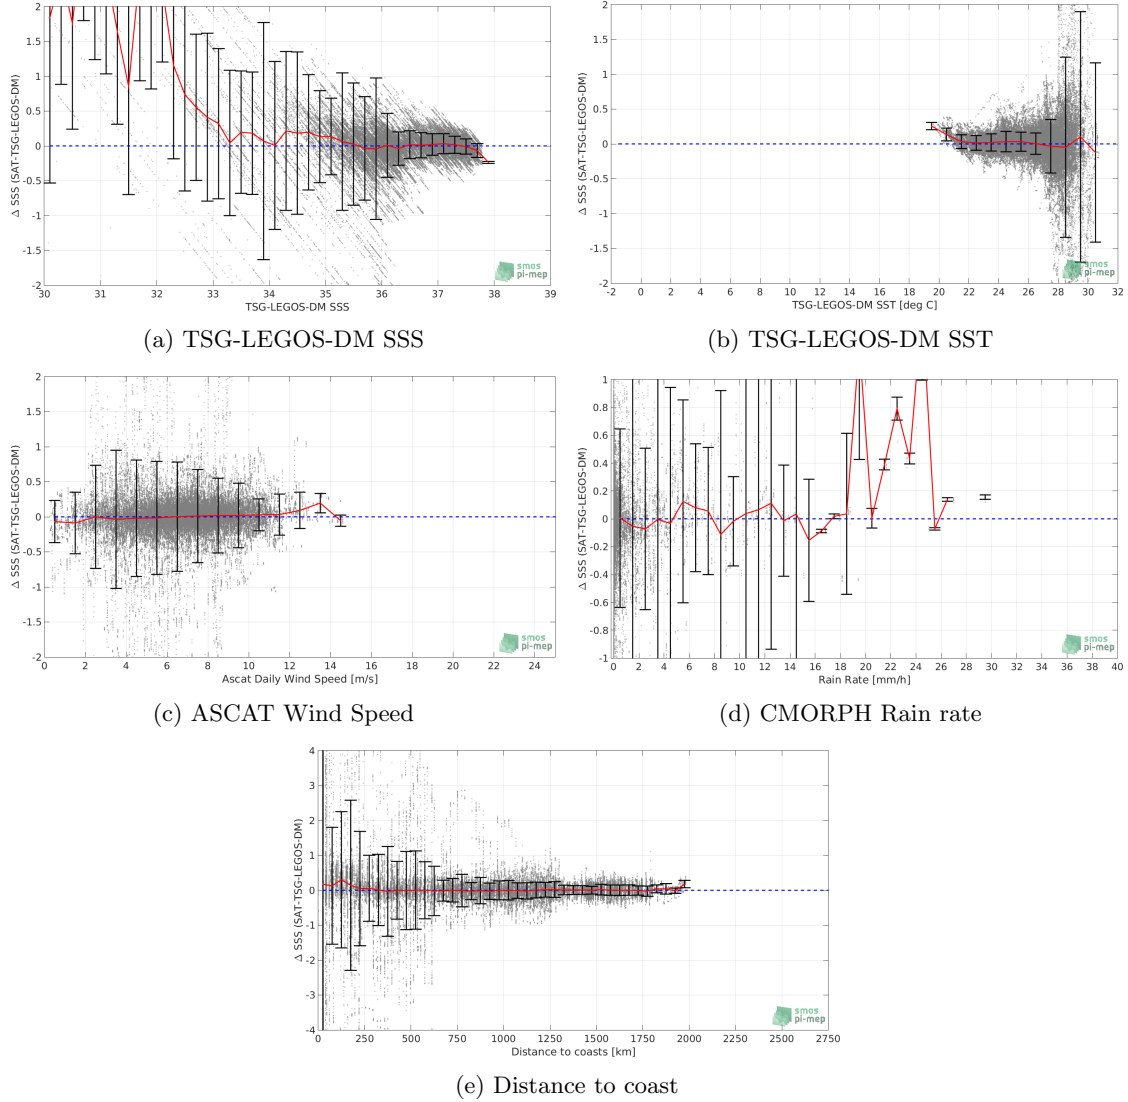 2
1.5
1
0.5
0
-0.5
-1
-1.5
-2
Δ SSS (SAT-TSG-LEGOS-DM)
30 31 32 33 34 35 36 37 38 39
TSG-LEGOS-DM SSS
smos
pi-mep
(a) TSG-LEGOS-DM SSS
2
1.5
1
0.5
0
-0.5
-1
-1.5
-2
Δ SSS (SAT-TSG-LEGOS-DM)
-2 0 2 4 6 8 10 12 14 16 18 20 22 24 26 28 30 32
TSG-LEGOS-DM SST [deg C]
smos
pi-mep
(b) TSG-LEGOS-DM SST
2
1.5
1
0.5
0
-0.5
-1
-1.5
-2
Δ SSS (SAT-TSG-LEGOS-DM)
0 2 4 6 8 10 12 14 16 18 20 22 24
Ascat Daily Wind Speed [m/s]
smos
pi-mep
(c) ASCAT Wind Speed
1
0.8
0.6
0.4
0.2
0
-0.2
-0.4
-0.6
-0.8
-1
Δ SSS (SAT-TSG-LEGOS-DM)
0 2 4 6 8 10 12 14 16 18 20 22 24 26 28 30 32 34 36 38 40
Rain Rate [mm/h]
smos
pi-mep
(d) CMORPH Rain rate
4
3
2
1
0
-1
-2
-3
-4
Δ SSS (SAT-TSG-LEGOS-DM)
0 250 500 750 1000 1250 1500 1750 2000 2250 2500 2750
Distance to coasts [km]
smos
pi-mep
(e) Distance to coast